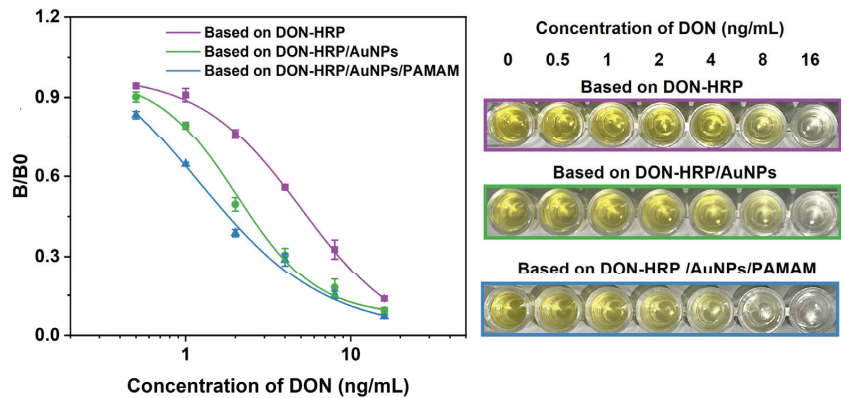 1.2
0.9
0.6
0.3
0.0
B/B0
1
10
Concentration of DON (ng/mL)
Based on DON-HRP
Based on DON-HRP/AuNPs
Based on DON-HRP/AuNPs/PAMAM
Concentration of DON (ng/mL)
0 0.5 1 2 4 8 16
Based on DON-HRP
Based on DON-HRP/AuNPs
Based on DON-HRP /AuNPs/PAMAM